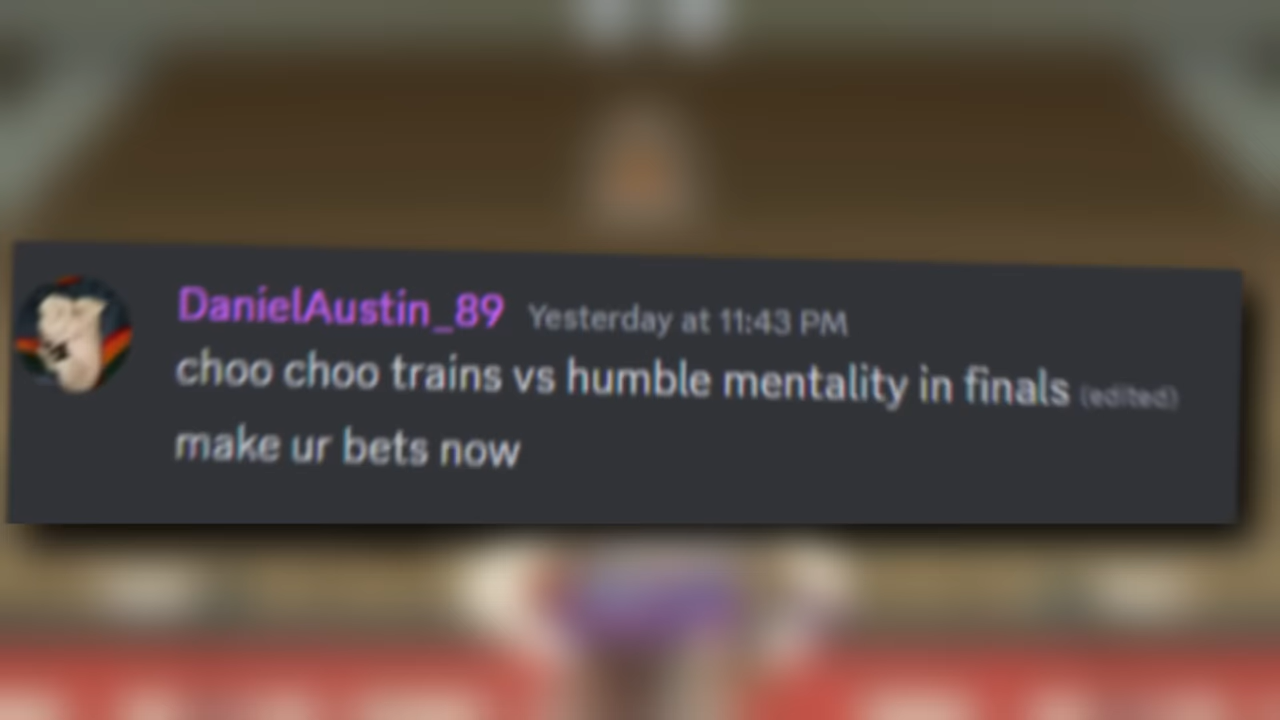 DanielAustin_89 Yesterday at 11:43 PM
choo choo trains vs humble mentality in finals (edited)
make ur bets now